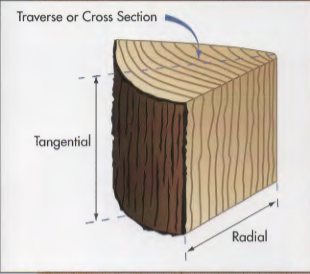 Traverse or Cross Section
Tangential
Radial